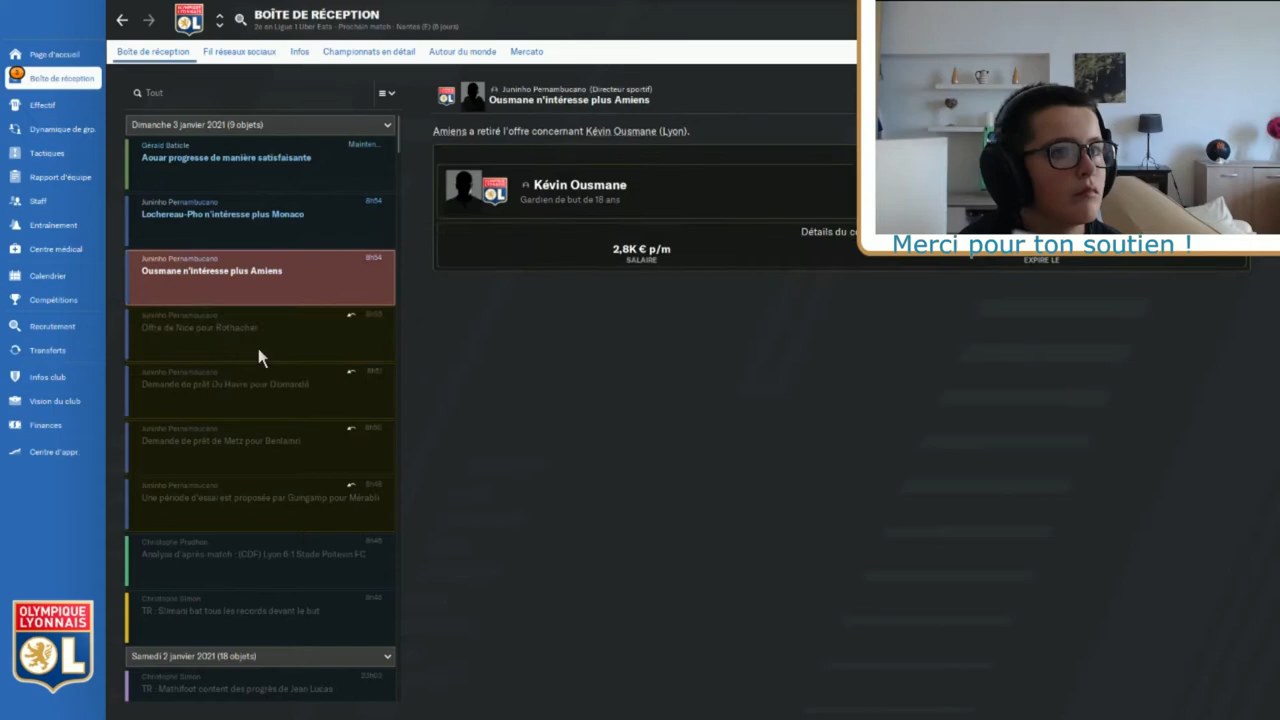 BOÎTE DE RÉCEPTION
2e en Ligue 1 Uber Eats - Prochain match : Nantes (E) (3 jours)
Boîte de réception
Fil réseaux sociaux
Infos
Championnats en détail
Autour du monde
Mercato
Page d'accueil
Boîte de réception
Effectif
Dynamique de grp.
Tactiques
Rapport d'équipe
Staff
Entraînement
Centre médical
Calendrier
Compétitions
Recrutement
Transferts
Infos club
Vision du club
Finances
Centre d'appr.
OLYMPIQUE
LYONNAIS
OL
Tout
Dimanche 3 janvier 2021 (9 objets)
Gérald Baticle
Mainten...
Aouar progresse de manière satisfaisante
Juninho Pernambucano
8h54
Lochereau-Pho n'intéresse plus Monaco
Juninho Pernambucano
8h54
Ousmane n'intéresse plus Amiens
Juninho Pernambucano
Offre de Nice pour Rothacher
Juninho Pernambucano
Demande de prêt Du Havre pour Diomandé
Juninho Pernambucano
Demande de prêt de Metz pour Benlamri
Juninho Pernambucano
Une période d'essai est proposée par Guingamp pour Mérabli
Christophe Prudhon
Analyse d'après-match : (CDF) Lyon 6-1 Stade Poitevin FC
Christophe Simon
TR : Slimani bat tous les records devant le but
Samedi 2 janvier 2021 (18 objets)
Christophe Simon
23h03
TR : Mathifoot content des progrès de Jean Lucas
Juninho Pernambucano (Directeur sportif)
Ousmane n'intéresse plus Amiens
Amiens a retiré l'offre concernant Kévin Ousmane (Lyon).
Kévin Ousmane
Gardien de but de 18 ans
Détails du co
2,8K € p/m
SALAIRE
EXPIRE LE
Merci pour ton soutien !